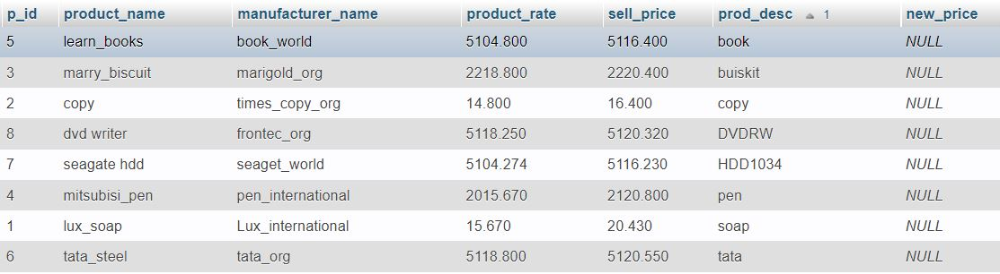 p_id product_name manufacturer_name product_rate sell_price prod_desc 1 new_price
5 learn_books book_world 5104.800 5116.400 book NULL
3 marry_biscuit marigold_org 2218.800 2220.400 buiskit NULL
2 copy times_copy_org 14.800 16.400 copy NULL
8 dvd writer frontec_org 5118.250 5120.320 DVDRW NULL
7 seagate hdd seaget_world 5104.274 5116.230 HDD1034 NULL
4 mitsubisi_pen pen_international 2015.670 2120.800 pen NULL
1 lux_soap Lux_international 15.670 20.430 soap NULL
6 tata_steel tata_org 5118.800 5120.550 tata NULL